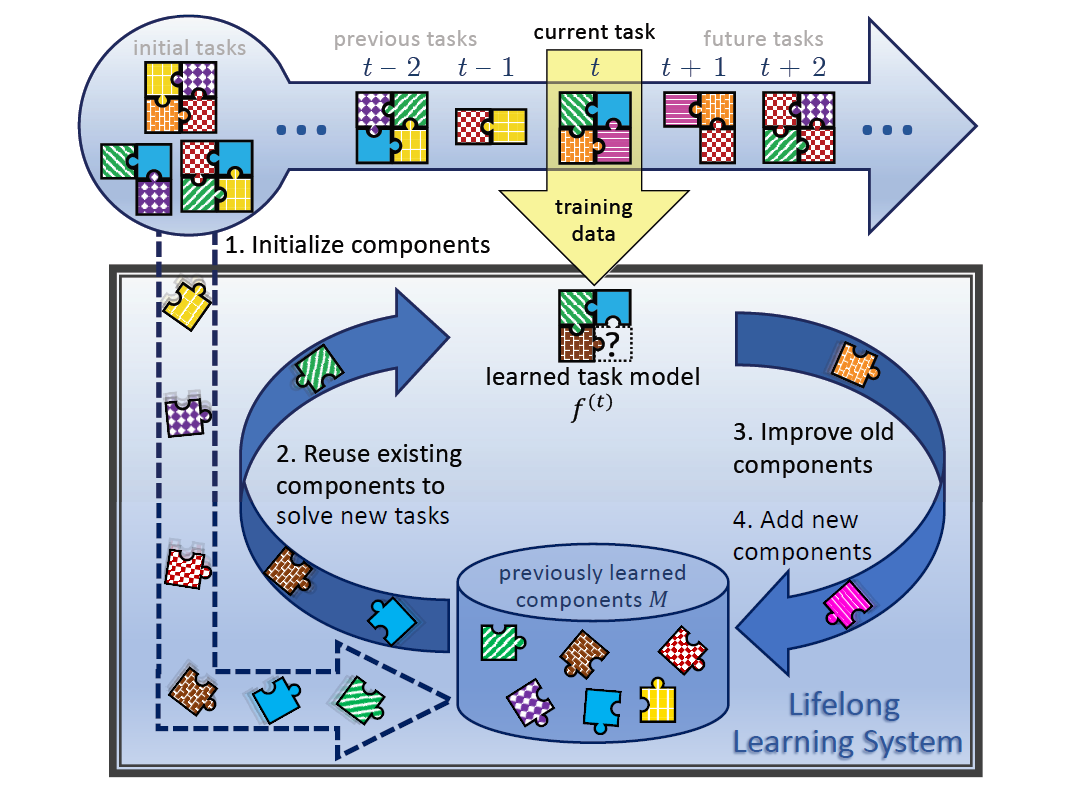 initial tasks
previous tasks
current task
future tasks
t − 2
t − 1
t
t + 1
t + 2
training
data
1. Initialize components
?
learned task model
f^(t)
2. Reuse existing
components to
solve new tasks
3. Improve old
components
4. Add new
components
previously learned
components M
Lifelong
Learning System